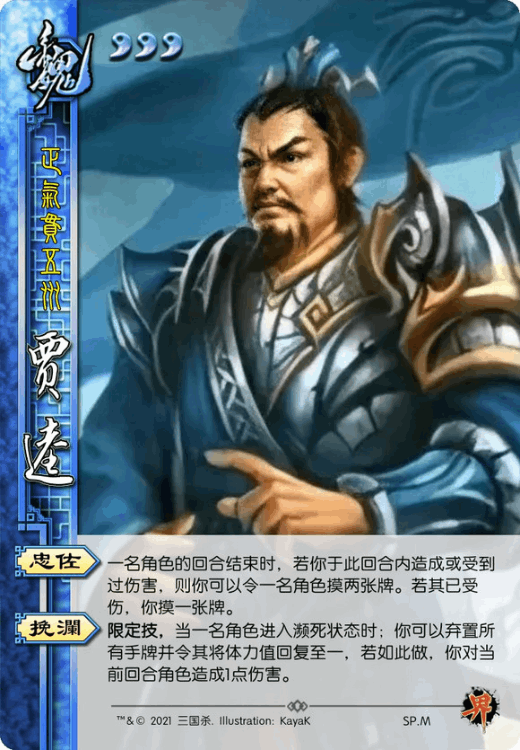 魏
正氣貫五州
賈逵
忠佐
一名角色的回合结束时，若你于此回合内造成或受到
过伤害，则你可以令一名角色摸两张牌。若其已受
伤，你摸一张牌。
挽瀾
限定技，当一名角色进入濒死状态时；你可以弃置所
有手牌并令其将体力值回复至一，若如此做，你对当
前回合角色造成1点伤害。
™&© 2021 三国杀. Illustration: KayaK
SP.M
界